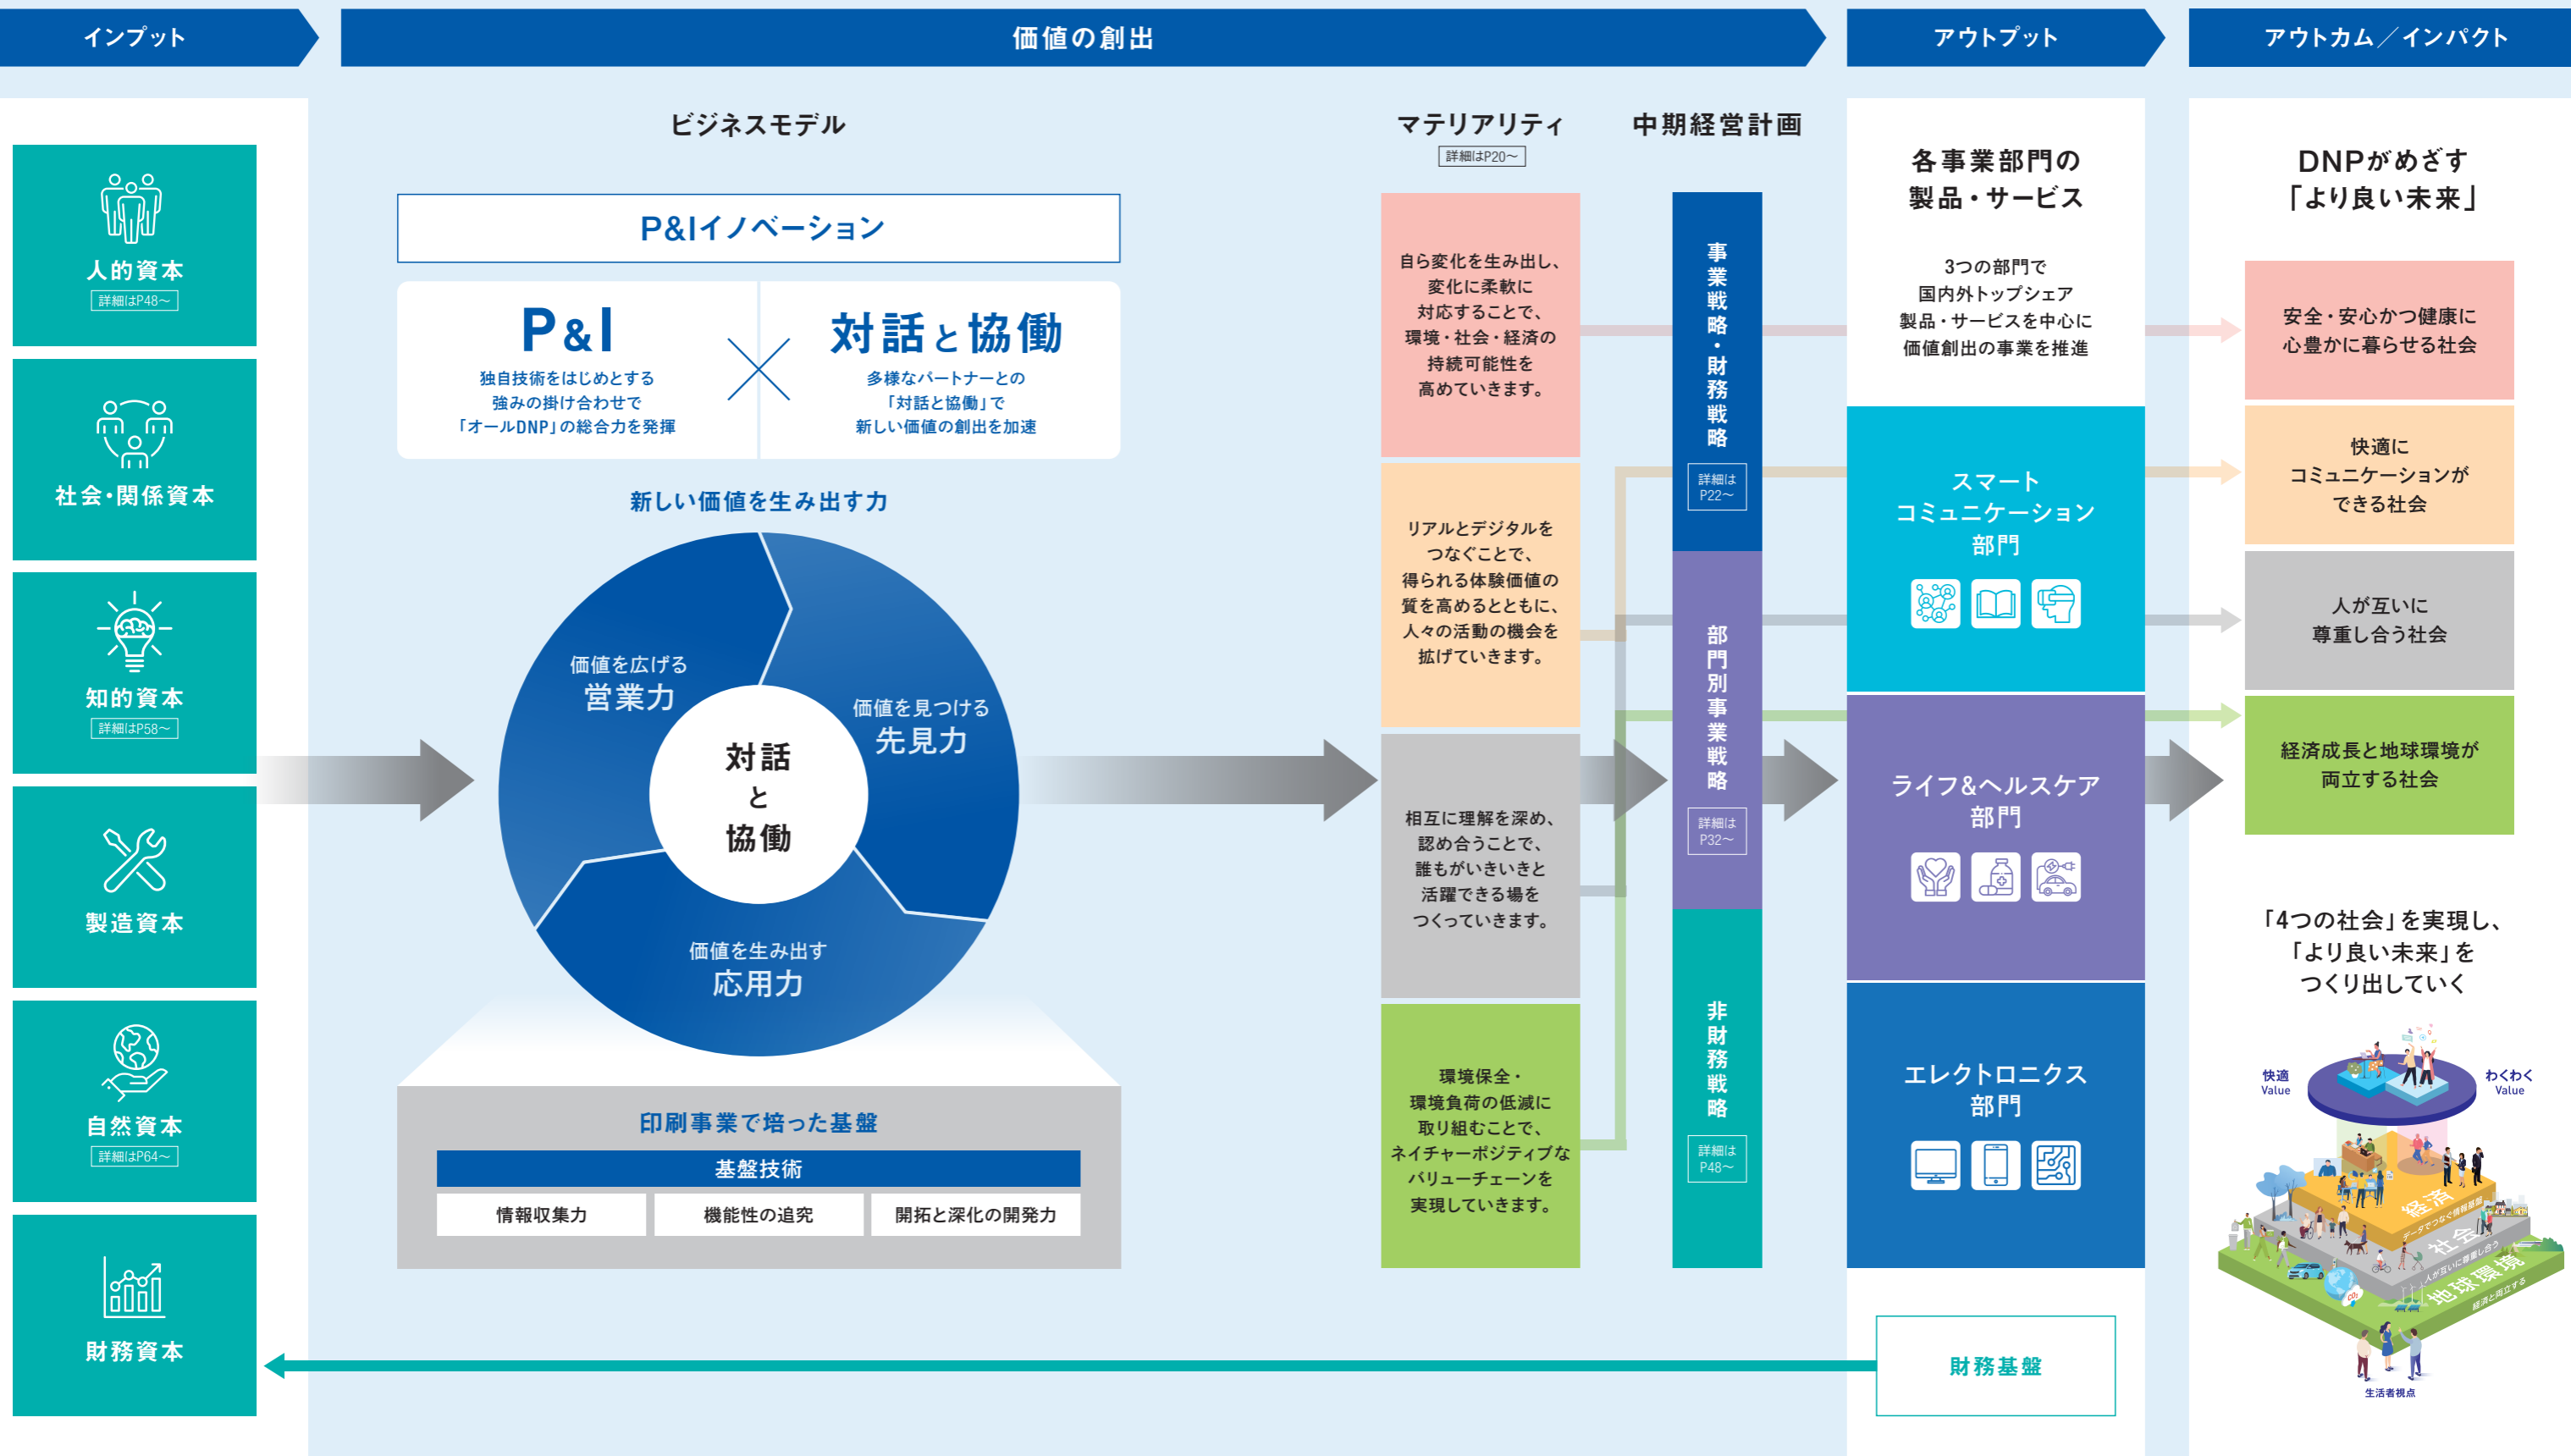 インプット
価値の創出
アウトプット
アウトカム／インパクト
人的資本
詳細はP48～
社会・関係資本
知的資本
詳細はP58～
製造資本
自然資本
詳細はP64～
財務資本
ビジネスモデル
P&Iイノベーション
P&I
独自技術をはじめとする
強みの掛け合わせで
「オールDNP」の総合力を発揮
対話と協働
多様なパートナーとの
「対話と協働」で
新しい価値の創出を加速
新しい価値を生み出す力
価値を広げる
営業力
価値を見つける
先見力
対話
と
協働
価値を生み出す
応用力
印刷事業で培った基盤
基盤技術
情報収集力
機能性の追究
開拓と深化の開発力
マテリアリティ
詳細はP20～
自ら変化を生み出し、
変化に柔軟に
対応することで、
環境・社会・経済の
持続可能性を
高めていきます。
リアルとデジタルを
つなぐことで、
得られる体験価値の
質を高めるとともに、
人々の活動の機会を
拡げていきます。
相互に理解を深め、
認め合うことで、
誰もがいきいきと
活躍できる場を
つくっていきます。
環境保全・
環境負荷の低減に
取り組むことで、
ネイチャーポジティブな
バリューチェーンを
実現していきます。
中期経営計画
事業戦略・財務戦略
詳細は
P22～
部門別事業戦略
詳細は
P32～
非財務戦略
詳細は
P48～
各事業部門の
製品・サービス
3つの部門で
国内外トップシェア
製品・サービスを中心に
価値創出の事業を推進
スマート
コミュニケーション
部門
ライフ&ヘルスケア
部門
エレクトロニクス
部門
財務基盤
DNPがめざす
「より良い未来」
安全・安心かつ健康に
心豊かに暮らせる社会
快適に
コミュニケーションが
できる社会
人が互いに
尊重し合う社会
経済成長と地球環境が
両立する社会
「4つの社会」を実現し、
「より良い未来」を
つくり出していく
快適
Value
わくわく
Value
経済
データでつなぐ情報基盤
社会
人が互いに尊重し合う
地球環境
経済と両立する
CO2
生活者視点